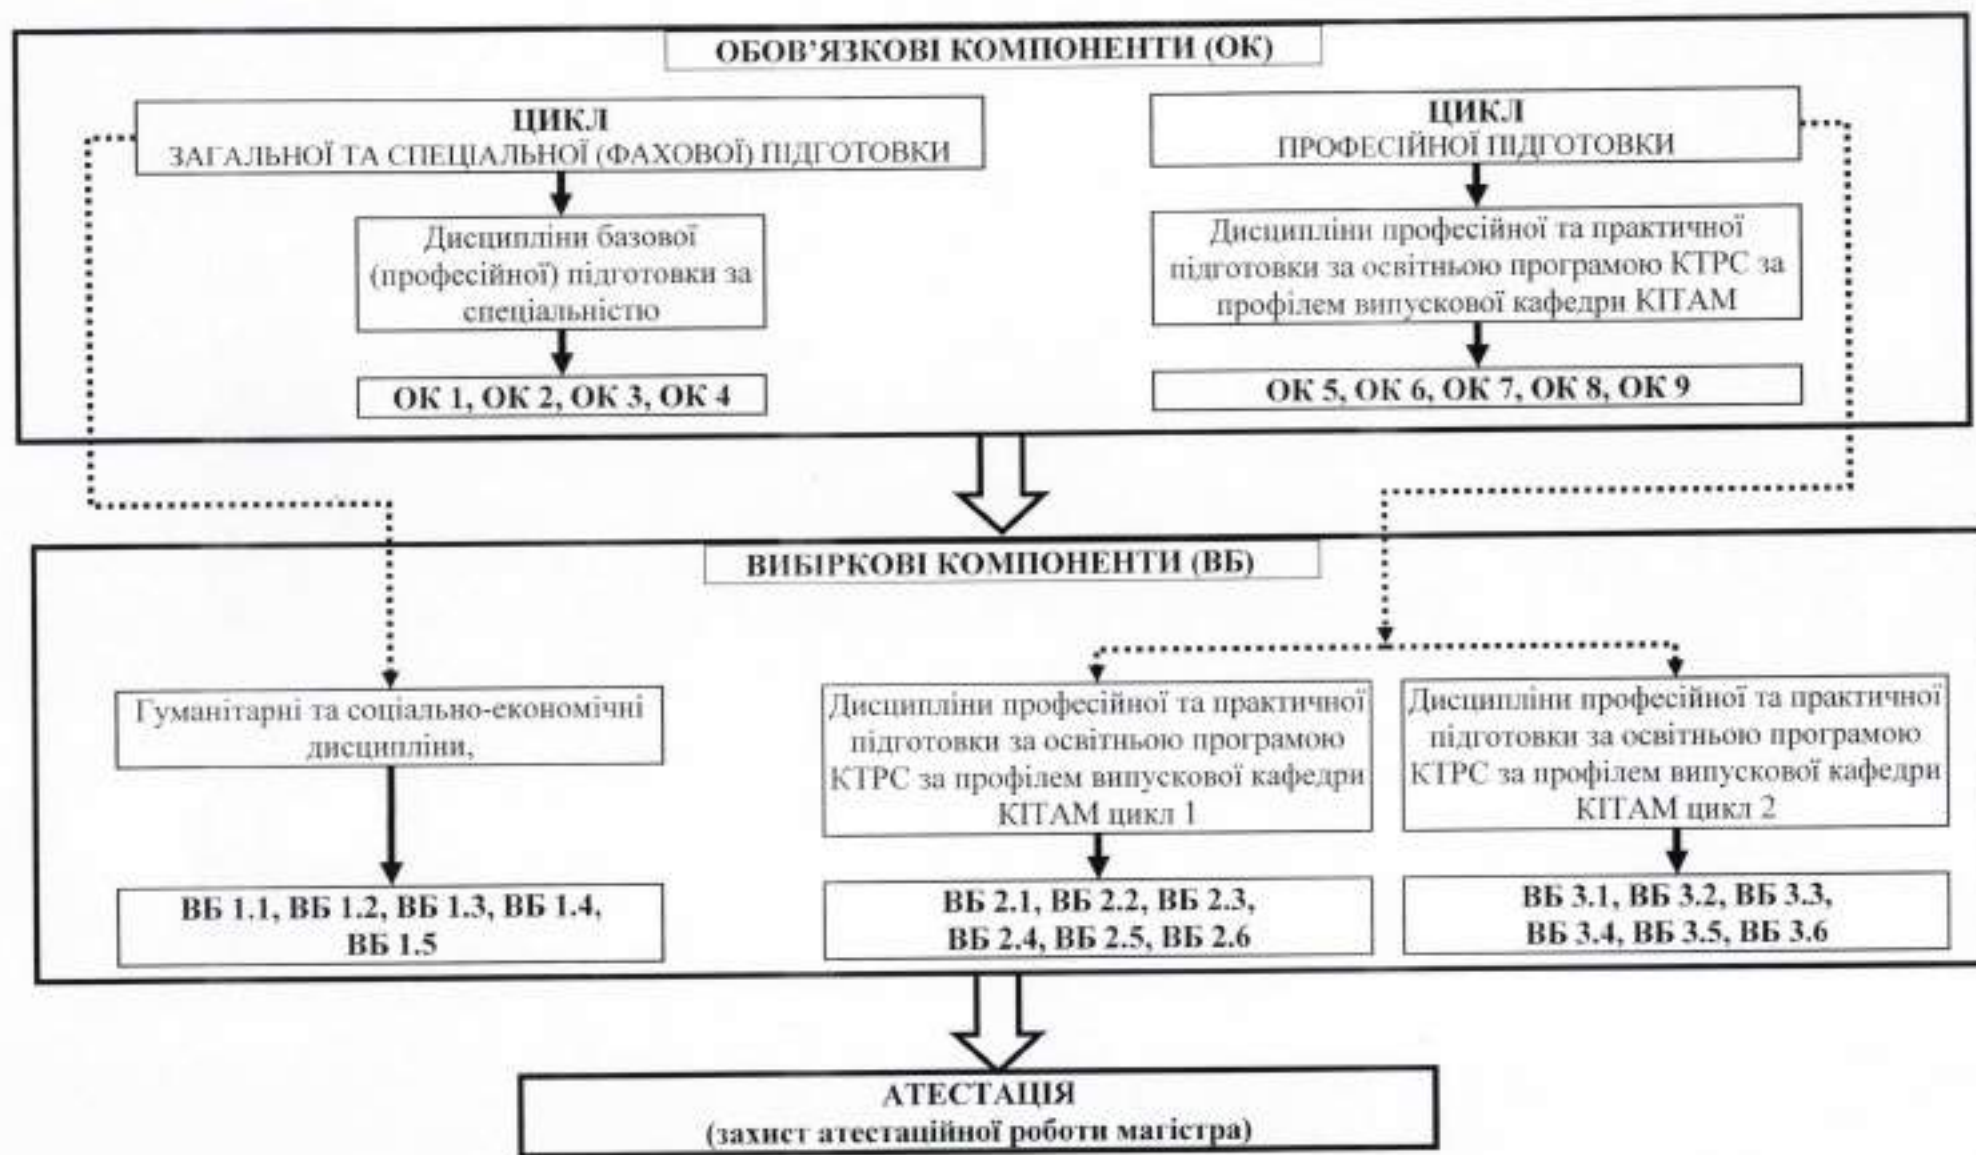 ОБОВ’ЯЗКОВІ КОМПОНЕНТИ (ОК)
ЦИКЛ
ЗАГАЛЬНОЇ ТА СПЕЦІАЛЬНОЇ (ФАХОВОЇ) ПІДГОТОВКИ
Дисципліни базової
(професійної) підготовки за
спеціальністю
ОК 1, ОК 2, ОК 3, ОК 4
ЦИКЛ
ПРОФЕСІЙНОЇ ПІДГОТОВКИ
Дисципліни професійної та практичної
підготовки за освітньою програмою КТРС за
профілем випускової кафедри КІТАМ
ОК 5, ОК 6, ОК 7, ОК 8, ОК 9
ВИБІРКОВІ КОМПОНЕНТИ (ВБ)
Гуманітарні та соціально-економічні
дисципліни,
ВБ 1.1, ВБ 1.2, ВБ 1.3, ВБ 1.4,
ВБ 1.5
Дисципліни професійної та практичної
підготовки за освітньою програмою
КТРС за профілем випускової кафедри
КІТАМ цикл 1
ВБ 2.1, ВБ 2.2, ВБ 2.3,
ВБ 2.4, ВБ 2.5, ВБ 2.6
Дисципліни професійної та практичної
підготовки за освітньою програмою
КТРС за профілем випускової кафедри
КІТАМ цикл 2
ВБ 3.1, ВБ 3.2, ВБ 3.3,
ВБ 3.4, ВБ 3.5, ВБ 3.6
АТЕСТАЦІЯ
(захист атестаційної роботи магістра)